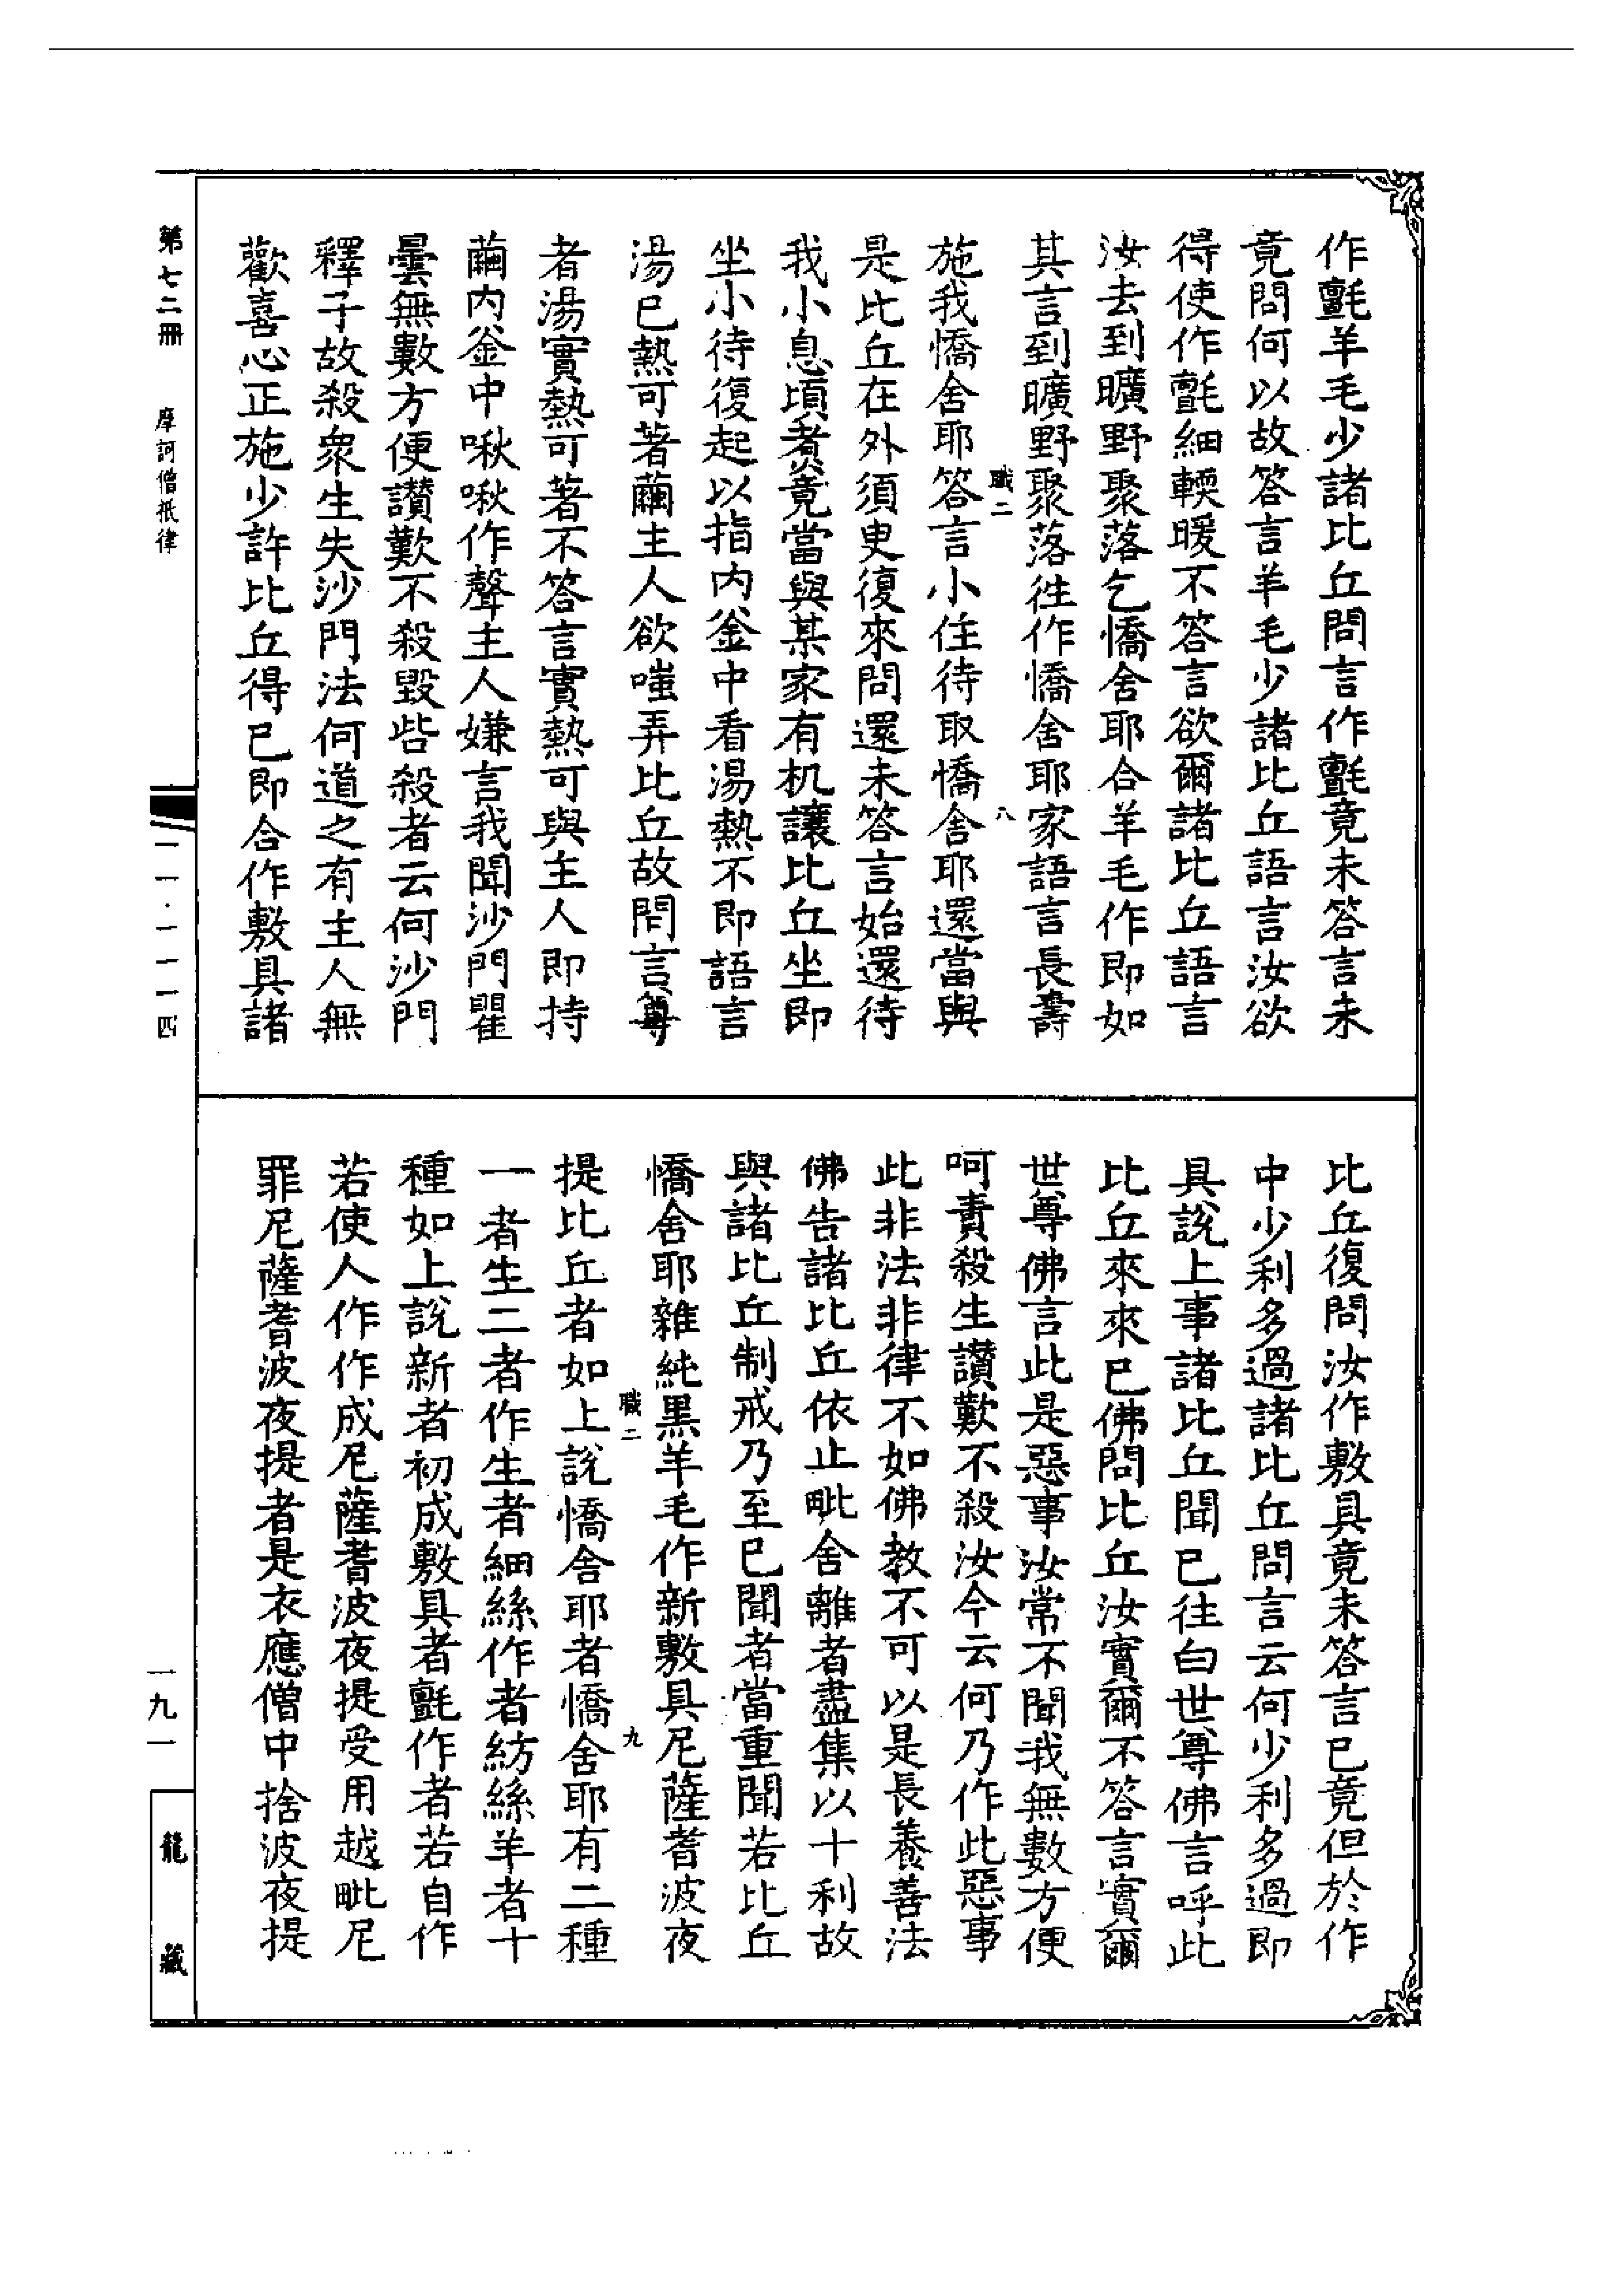 作氈羊毛少諸比丘問言作氈竟未答言未
竟問何以故答言羊毛少諸比丘語言汝欲
得使作氈細輭暖不答言欲爾諸比丘語言
汝去到曠野聚落乞憍舍耶合羊毛作即如
其言到曠野聚落往作憍舍耶家語言長壽
職二
八
施我憍舍耶答言小住待取憍舍耶還當與
是比丘在外須臾復來問還未答言始還待
我小息頃煑竟當與某家有机讓比丘坐即
坐小待復起以指内釜中看湯熱不即語言
湯已熱可著繭主人欲嗤弄比丘故問言尊
者湯實熱可著不答言實熱可與主人即持
繭内釜中啾啾作聲主人嫌言我聞沙門瞿
曇無數方便讃歎不殺毀呰殺者云何沙門
釋子故殺衆生失沙門法何道之有主人無
歡喜心正施少許比丘得已即合作敷具諸
比丘復問汝作敷具竟未答言已竟但於作
中少利多過諸比丘問言云何少利多過即
具說上事諸比丘聞已往白世尊佛言呼此
比丘來來已佛問比丘汝實爾不答言實爾
世尊佛言此是惡事汝常不聞我無數方便
呵責殺生讃歎不殺汝今云何乃作此惡事
此非法非律不如佛教不可以是長養善法
佛告諸比丘依止毗舍離者盡集以十利故
與諸比丘制戒乃至已聞者當重聞若比丘
憍舍耶雜純黒羊毛作新敷具尼薩耆波夜
職二
九
提比丘者如上說憍舍耶者憍舍耶有二種
一者生二者作生者細絲作者紡絲羊者十
種如上說新者初成敷具者氈作者若自作
若使人作作成尼薩耆波夜提受用越毗尼
罪尼薩耆波夜提者是衣應僧中捨波夜提
第七二冊
摩訶僧祇律
一一·一一一四
一九一
龍藏